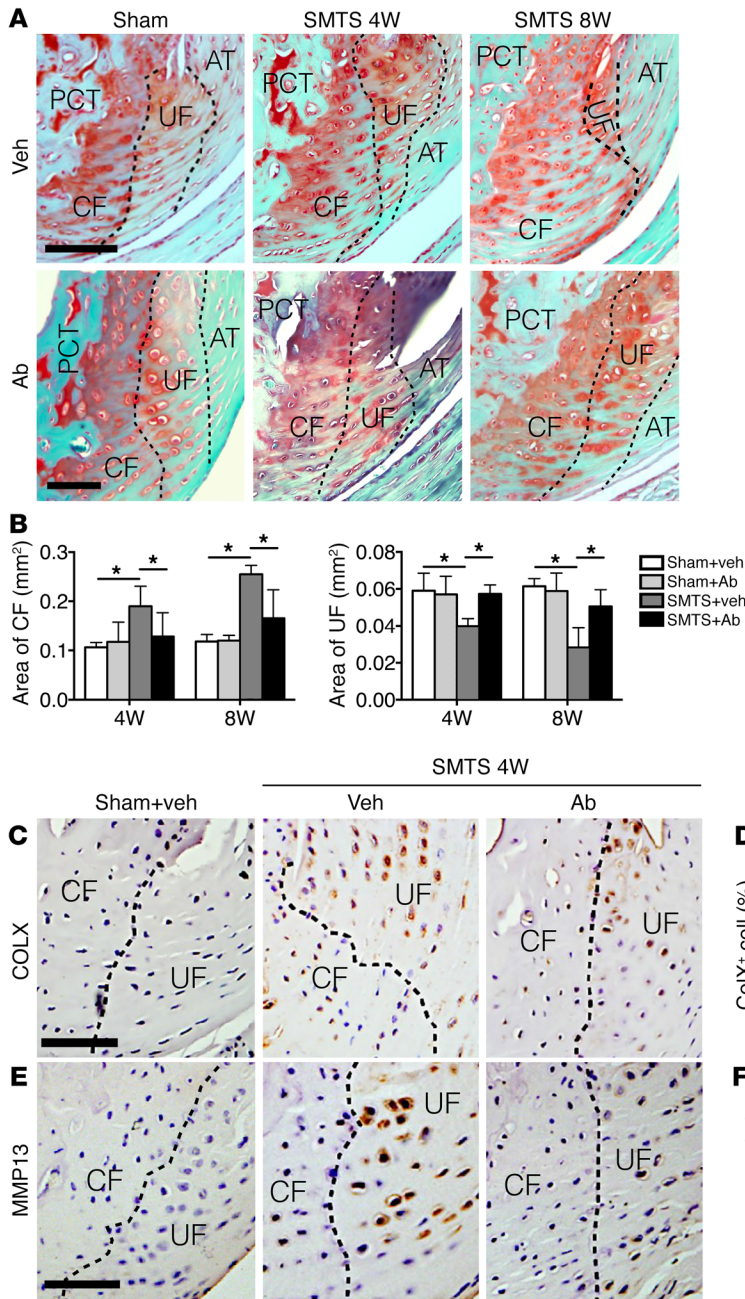 A
Sham
SMTS 4W
SMTS 8W
Veh
PCT
UF
AT
CF
PCT
UF
AT
CF
AT
UF
CF
Ab
PCT
AT
UF
CF
PCT
AT
CF
UF
PCT
UF
CF
AT
B
Area of CF (mm²)
0.3
0.2
0.1
0.0
4W
8W
* * * *
Area of UF (mm²)
0.08
0.06
0.04
0.02
0.00
4W
8W
* * * *
Sham+veh
Sham+Ab
SMTS+veh
SMTS+Ab
SMTS 4W
Sham+veh
Veh
Ab
C
COLX
CF
UF
UF
CF
CF
UF
D
E
MMP13
CF
UF
UF
CF
UF
CF
F